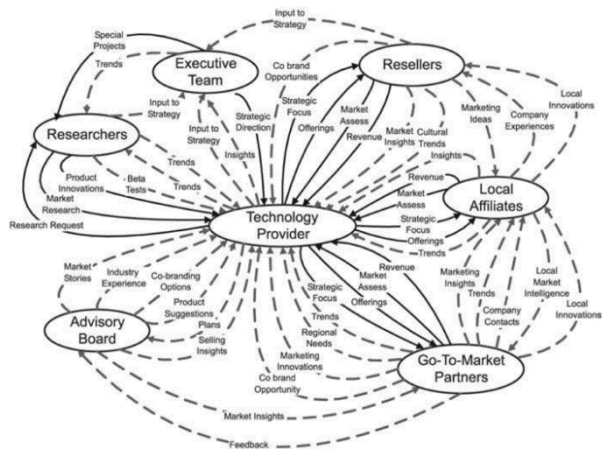 Input to
Strategy
Special
Projects
Executive
Team
Trends
Co brand
Opportunities
Resellers
Local
Innovations
Input to
Strategy
Strategic
Focus
Offerings
Market
Assess
Revenue
Marketing
Ideas
Company
Experiences
Researchers
Input to
Strategy
Strategic
Direction
Insights
Market
Insights
Cultural
Trends
Insights
Trends
Trends
Product
Innovations
Beta
Tests
Market
Research
Research Request
Revenue
Market
Assess
Local
Affiliates
Technology
Provider
Strategic
Focus
Offerings
Trends
Market
Stories
Industry
Experience
Co-branding
Options
Product
Suggestions
Plans
Selling
Insights
Strategic
Focus
Revenue
Market
Assess
Offerings
Trends
Regional
Needs
Marketing
Innovations
Co brand
Opportunity
Marketing
Insights
Trends
Company
Contacts
Local
Market
Intelligence
Local
Innovations
Advisory
Board
Go-To-Market
Partners
Market Insights
Feedback